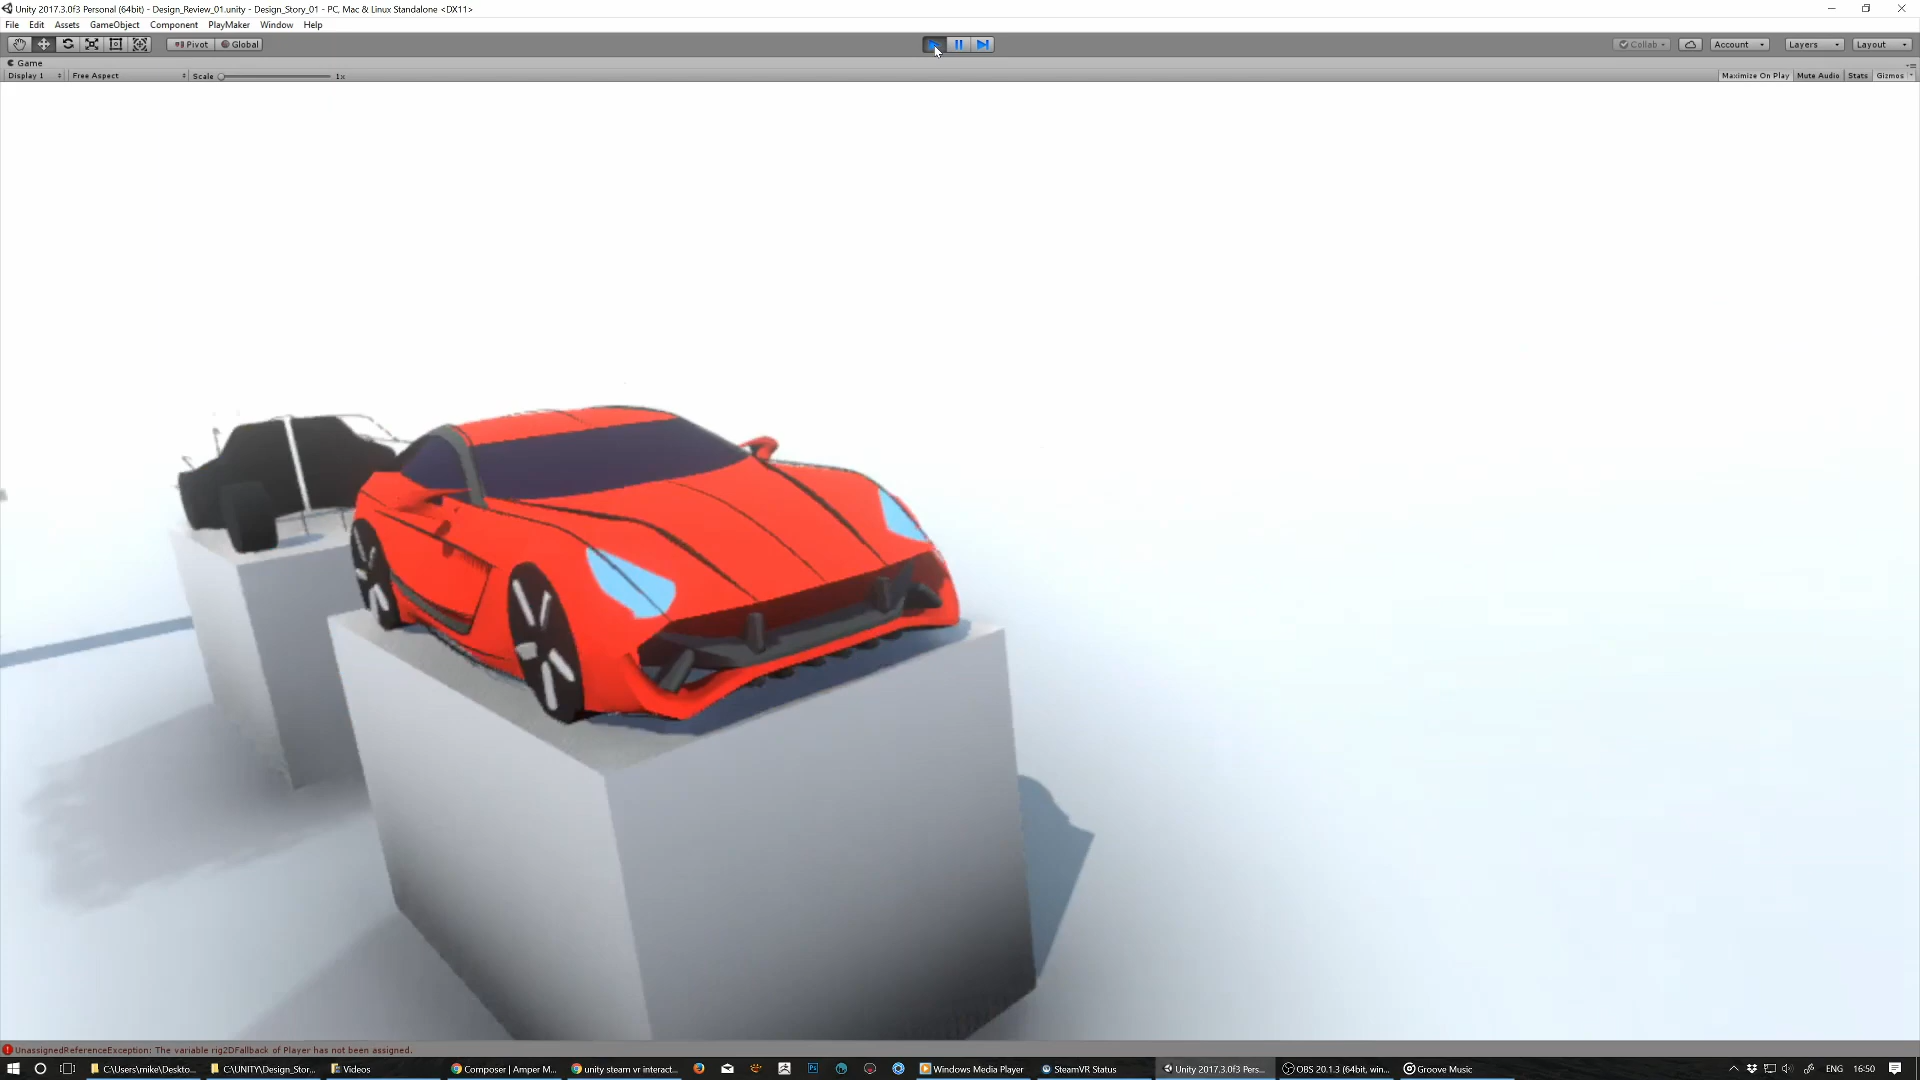 Unity 2017.3.0f3 Personal (64bit) - Design_Review_01.unity - Design_Story_01 - PC, Mac & Linux Standalone <DX11>
File Edit Assets GameObject Component PlayMaker Window Help
Pivot Global Collab Account Layers Layout
Game
Display 1 Free Aspect Scale 1x Maximize On Play Mute Audio Stats Gizmos
UnassignedReferenceException: The variable rig2DFallback of Player has not been assigned.
C:\Users\mike\Deskto... C:\UNITY\Design_Stor... Videos Composer | Amper M... unity steam vr interact... Windows Media Player SteamVR Status Unity 2017.3.0f3 Pers... OBS 20.1.3 (64bit, win... Groove Music ENG 16:50